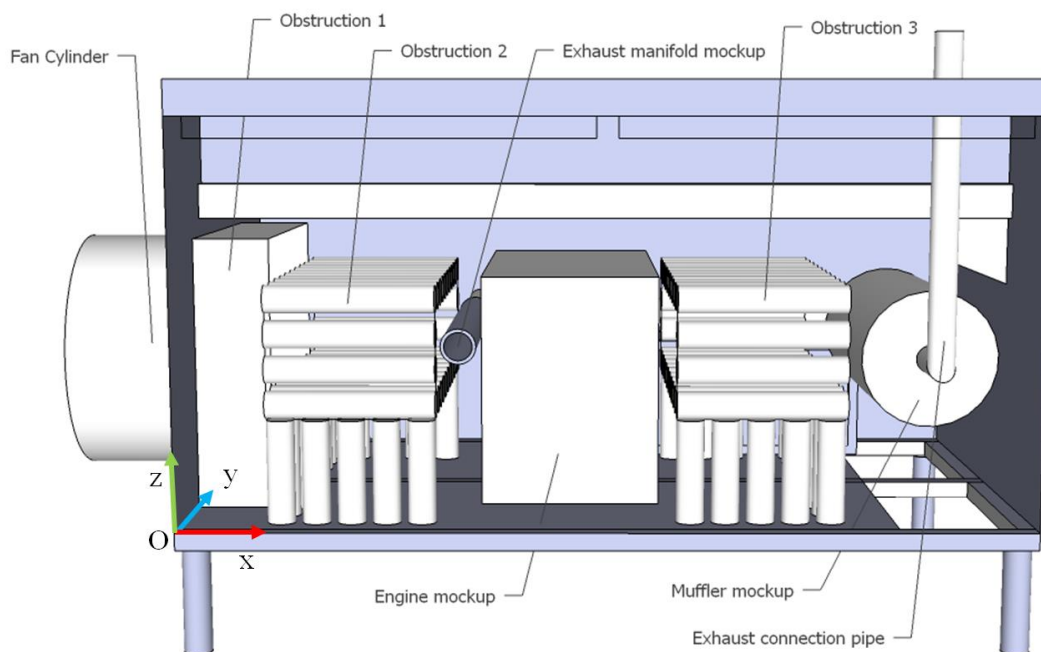 Obstruction 1
Fan Cylinder
Obstruction 2
Exhaust manifold mockup
Obstruction 3
z
y
O
x
Engine mockup
Muffler mockup
Exhaust connection pipe